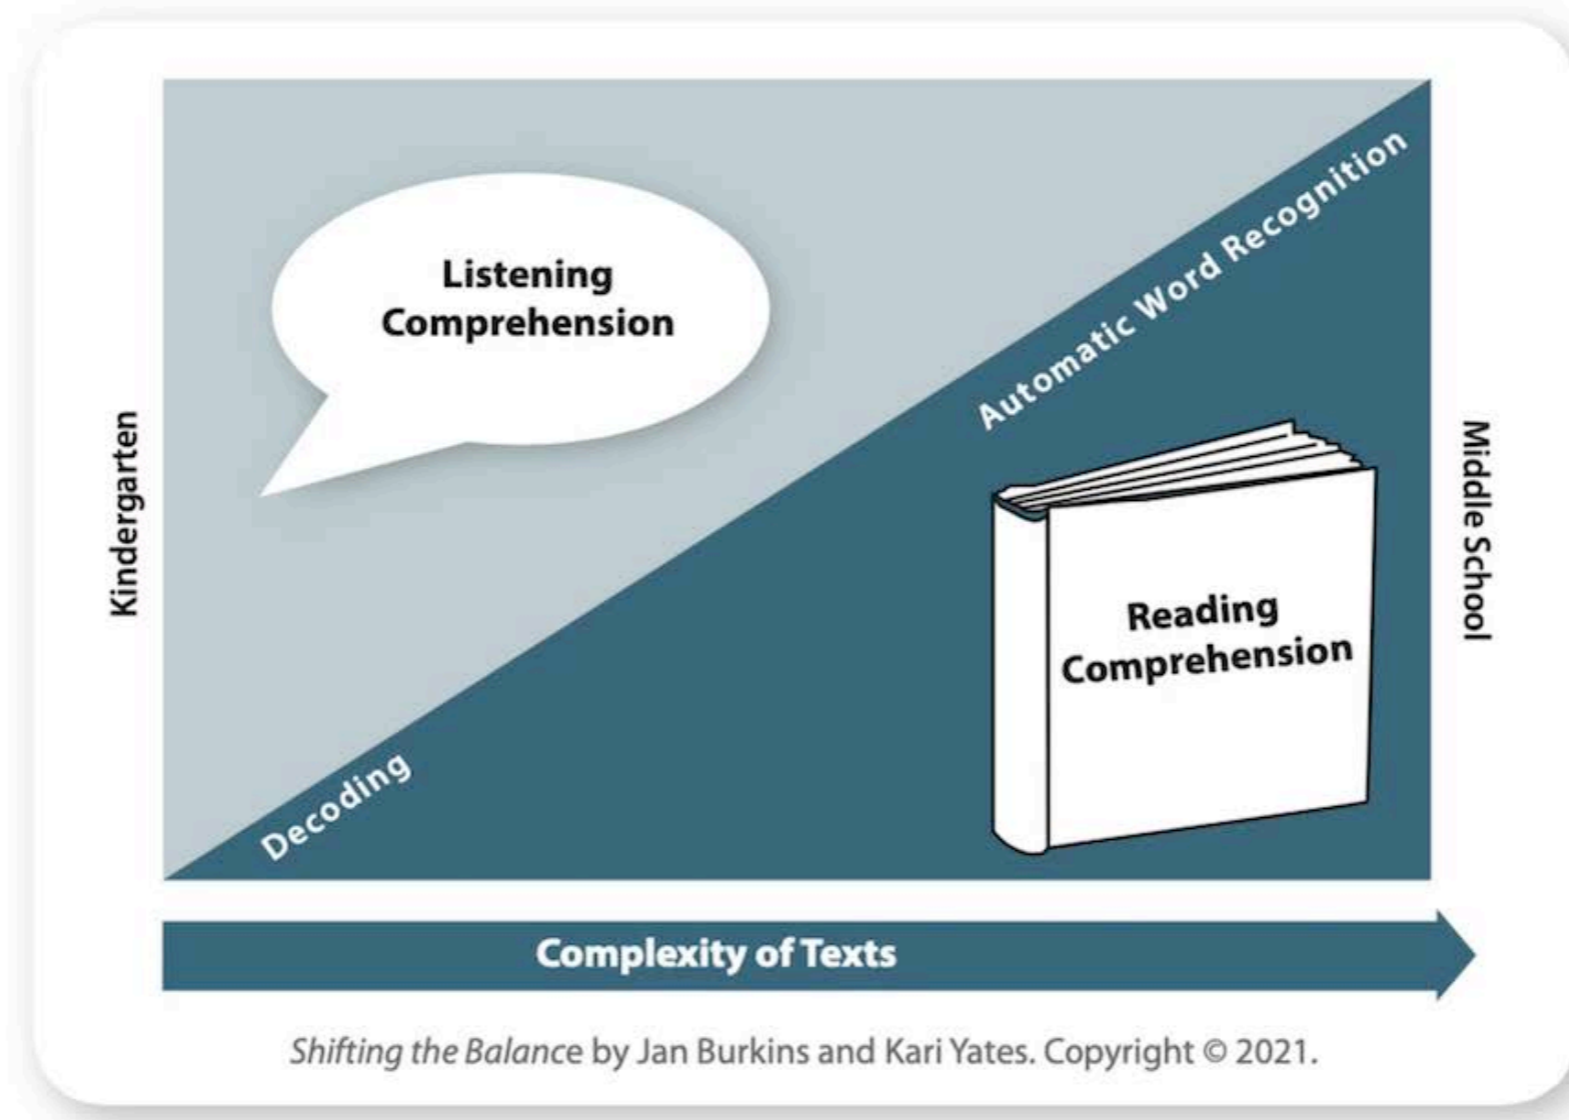 Listening
Comprehension
Automatic Word Recognition
Kindergarten
Middle School
Reading
Comprehension
Decoding
Complexity of Texts
Shifting the Balance by Jan Burkins and Kari Yates. Copyright © 2021.